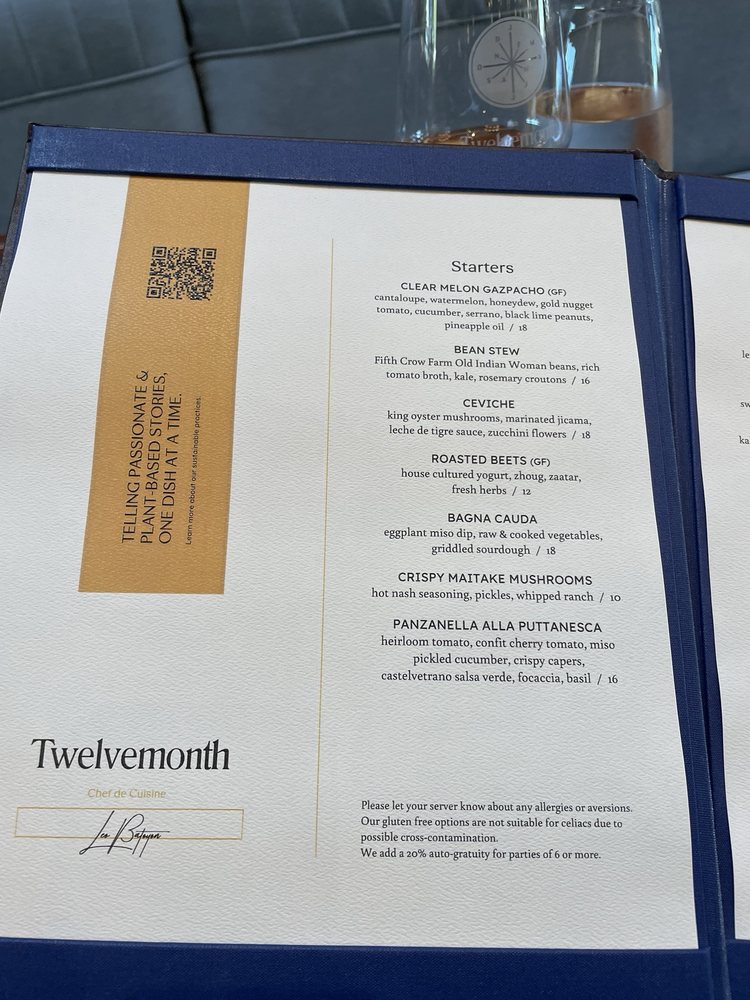 TELLING PASSIONATE &
PLANT-BASED STORIES,
ONE DISH AT A TIME.
Learn more about our sustainable practices:
Twelvemonth
Chef de Cuisine
Starters
CLEAR MELON GAZPACHO (GF)
cantaloupe, watermelon, honeydew, gold nugget
tomato, cucumber, serrano, black lime peanuts,
pineapple oil / 18
BEAN STEW
Fifth Crow Farm Old Indian Woman beans, rich
tomato broth, kale, rosemary croutons / 16
CEVICHE
king oyster mushrooms, marinated jicama,
leche de tigre sauce, zucchini flowers / 18
ROASTED BEETS (GF)
house cultured yogurt, zhoug, zaatar,
fresh herbs / 12
BAGNA CAUDA
eggplant miso dip, raw & cooked vegetables,
griddled sourdough / 18
CRISPY MAITAKE MUSHROOMS
hot nash seasoning, pickles, whipped ranch / 10
PANZANELLA ALLA PUTTANESCA
heirloom tomato, confit cherry tomato, miso
pickled cucumber, crispy capers,
castelvetrano salsa verde, focaccia, basil / 16
Please let your server know about any allergies or aversions.
Our gluten free options are not suitable for celiacs due to
possible cross-contamination.
We add a 20% auto-gratuity for parties of 6 or more.
le
sw
ka